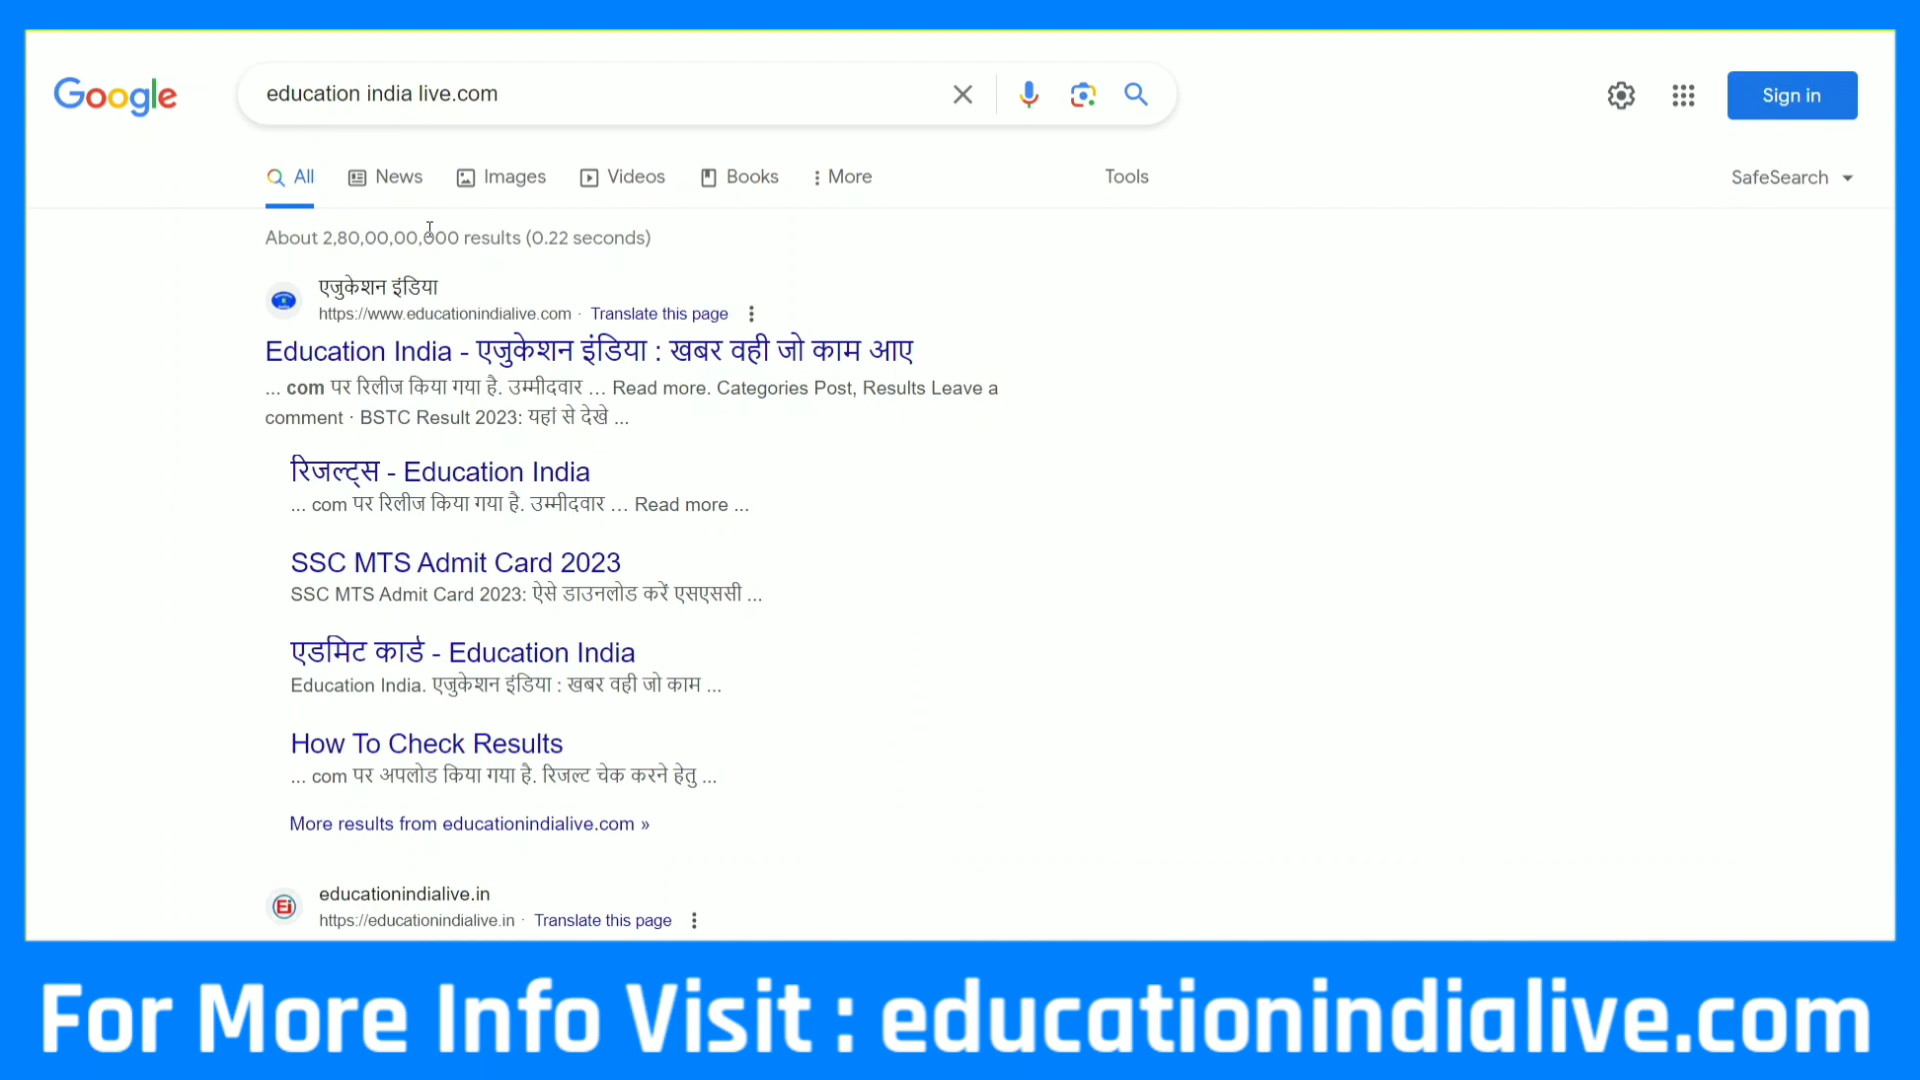 Google
education india live.com
Sign in
All
News
Images
Videos
Books
More
Tools
SafeSearch
About 2,80,00,00,000 results (0.22 seconds)
एजुकेशन इंडिया
https://www.educationindialive.com · Translate this page
Education India - एजुकेशन इंडिया : खबर वही जो काम आए
... com पर रिलीज किया गया है. उम्मीदवार … Read more. Categories Post, Results Leave a
comment · BSTC Result 2023: यहां से देखे ...
रिजल्ट्स - Education India
... com पर रिलीज किया गया है. उम्मीदवार … Read more ...
SSC MTS Admit Card 2023
SSC MTS Admit Card 2023: ऐसे डाउनलोड करें एसएससी ...
एडमिट कार्ड - Education India
Education India. एजुकेशन इंडिया : खबर वही जो काम ...
How To Check Results
... com पर अपलोड किया गया है. रिजल्ट चेक करने हेतु ...
More results from educationindialive.com »
Ei
educationindialive.in
https://educationindialive.in · Translate this page
For More Info Visit : educationindialive.com